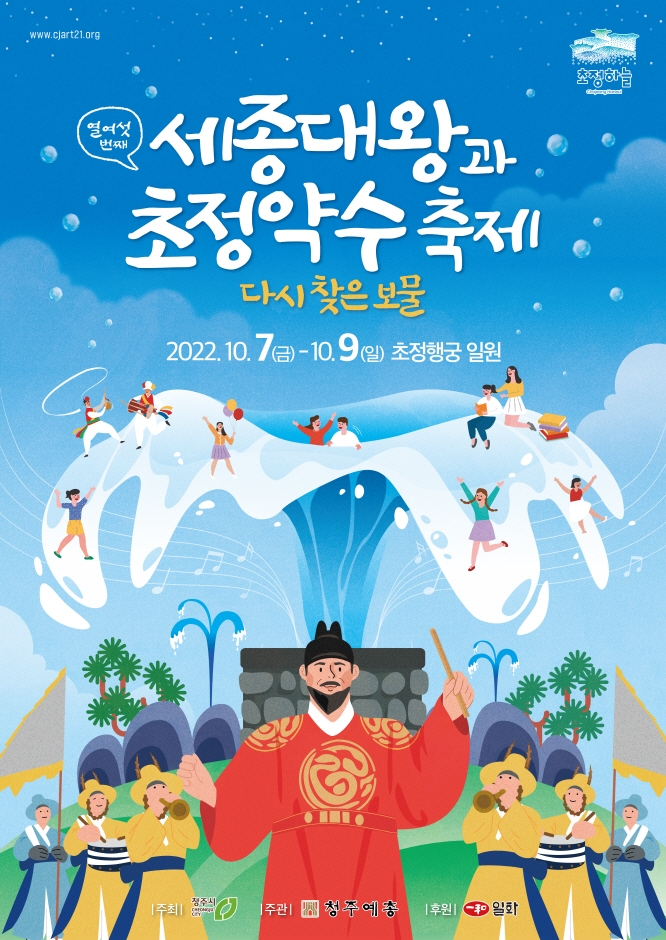 www.cjart21.org
초정하늘
열여섯
번째
세종대왕과
초정약수 축제
다시 찾은 보물
2022. 10. 7(금) - 10. 9(일) 초정행궁 일원
|주최| 청주시 CHEONGJU CITY |주관| 청주예총 |후원| 일화